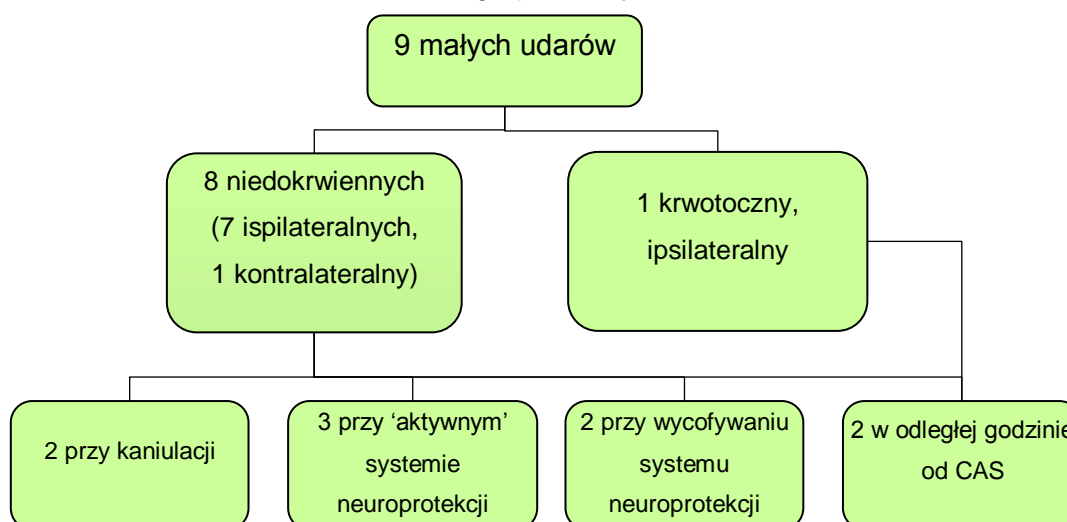 9 małych udarów
8 niedokrwiennych
(7 ispilateralnych,
1 kontralateralny)
1 krwotoczny,
ipsilateralny
2 przy kaniulacji
3 przy ‘aktywnym’
systemie
neuroprotekcji
2 przy wycofywaniu
systemu
neuroprotekcji
2 w odległej godzinie
od CAS